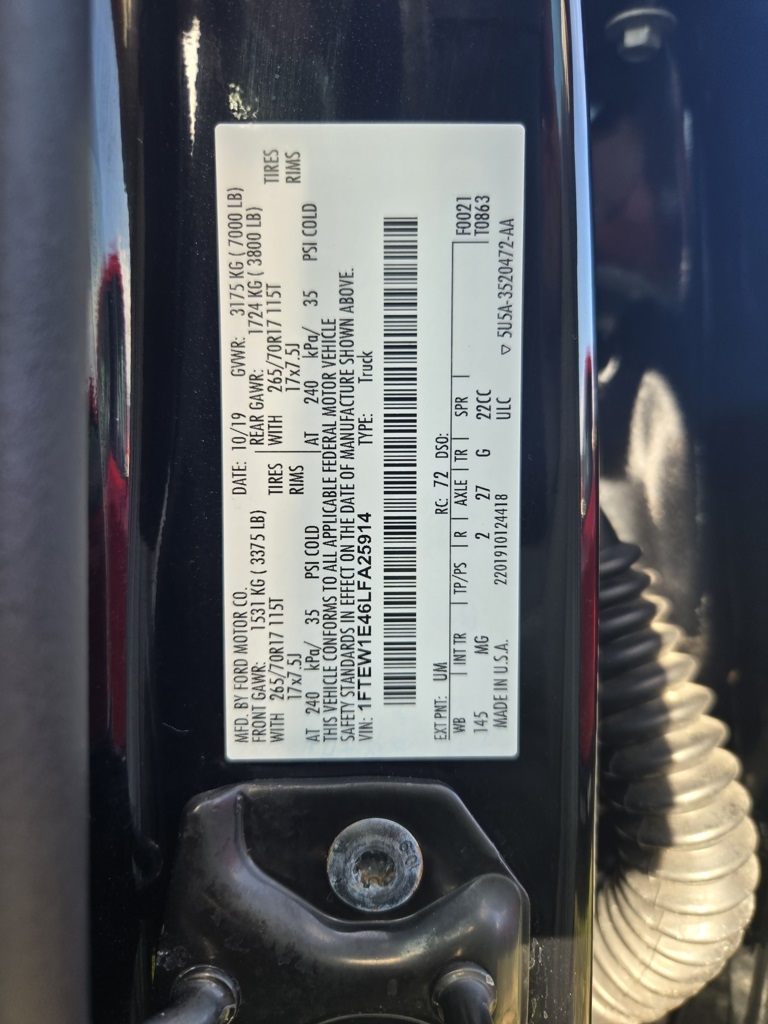 MFD. BY FORD MOTOR CO. DATE: 10/19 GVWR: 3175 KG ( 7000 LB)
FRONT GAWR: 1531 KG ( 3375 LB) REAR GAWR: 1724 KG ( 3800 LB)
WITH 265/70R17 115T TIRES WITH 265/70R17 115T TIRES
17x7.5J RIMS 17x7.5J RIMS
AT 240 kPa/ 35 PSI COLD AT 240 kPa/ 35 PSI COLD
THIS VEHICLE CONFORMS TO ALL APPLICABLE FEDERAL MOTOR VEHICLE
SAFETY STANDARDS IN EFFECT ON THE DATE OF MANUFACTURE SHOWN ABOVE.
VIN: 1FTEW1E46LFA25914 TYPE: Truck
EXT PNT: UM RC: 72 DSO:
WB INT TR TP/PS R AXLE TR SPR F0021
145 MG 2 27 G 22CC T0863
MADE IN U.S.A. 2201910124418 ULC ▽ 5U5A-3520472-AA